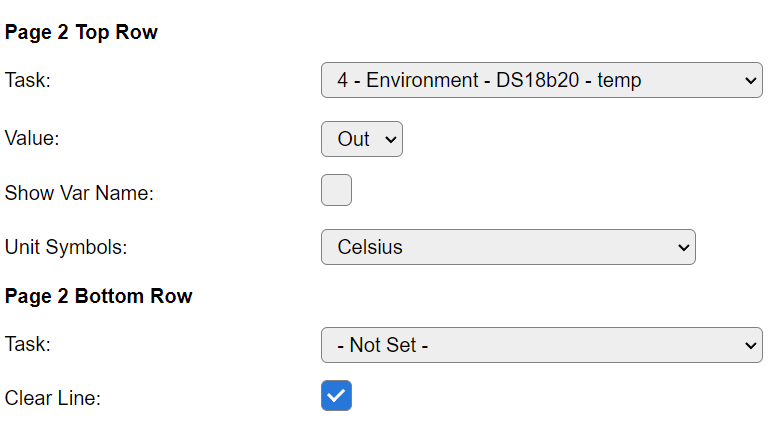 Page 2 Top Row
Task: 4 - Environment - DS18b20 - temp
Value: Out
Show Var Name:
Unit Symbols: Celsius
Page 2 Bottom Row
Task: - Not Set -
Clear Line: